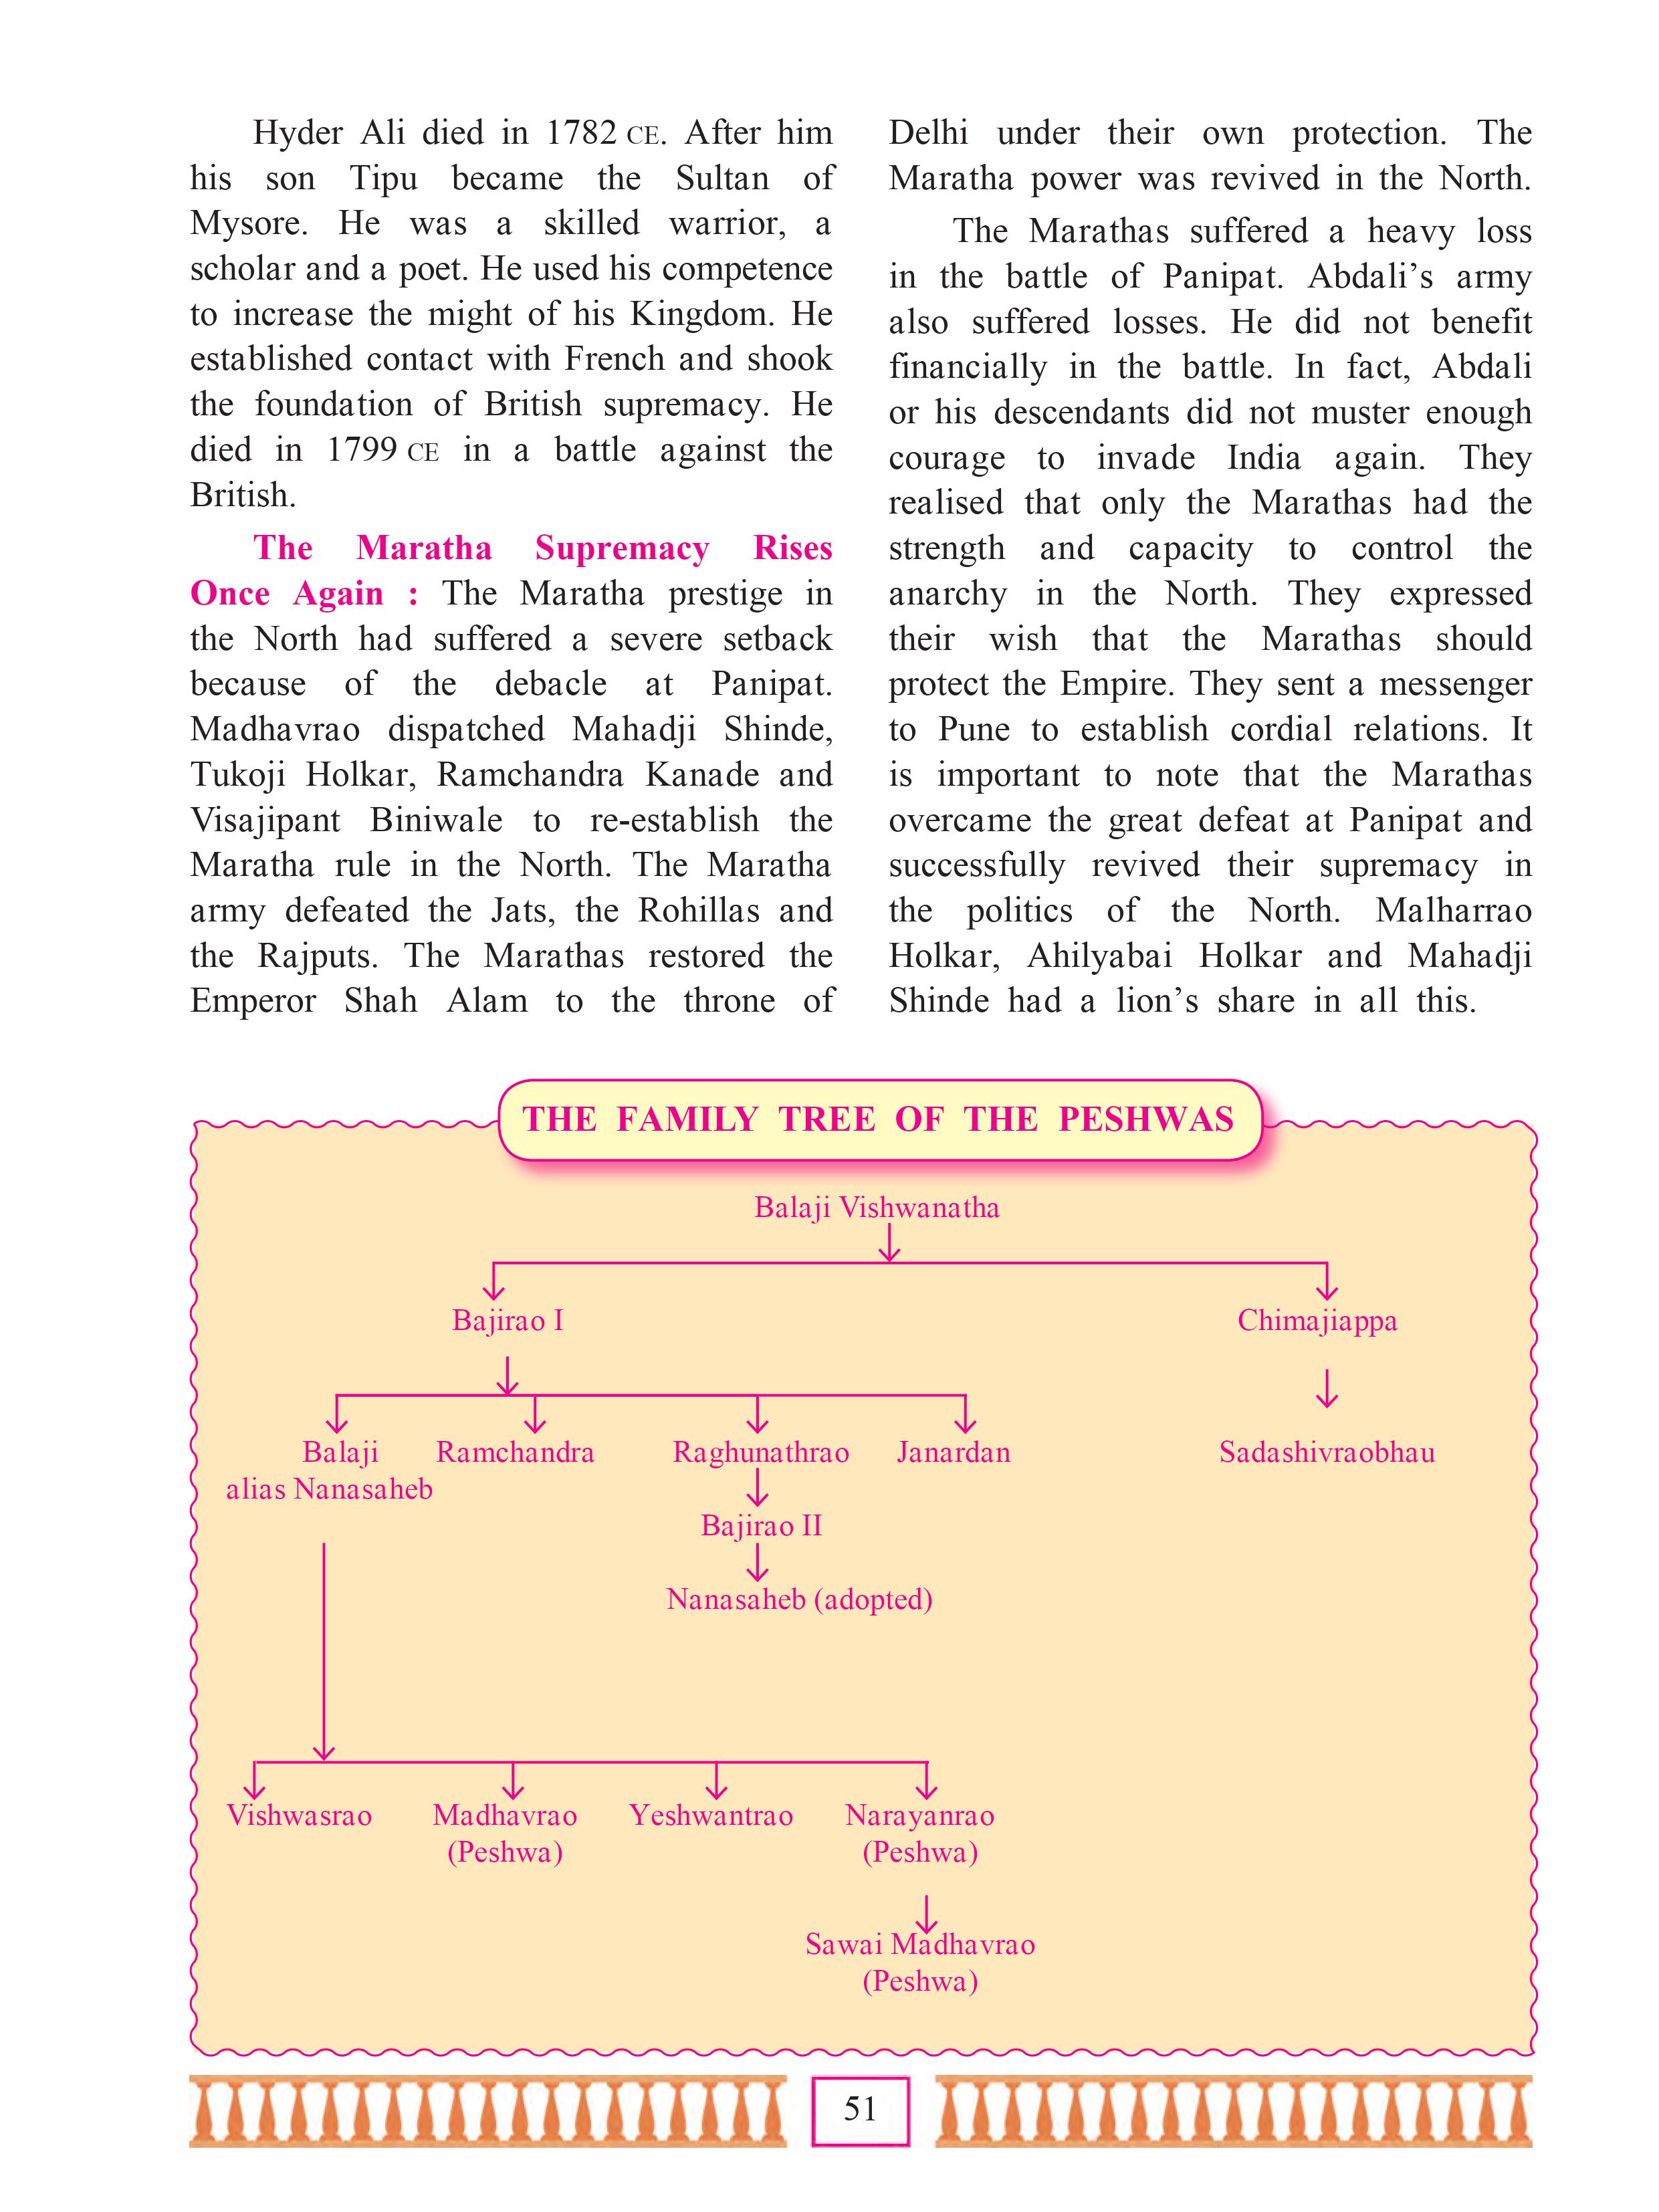 Hyder Ali died in 1782 CE. After him
his son Tipu became the Sultan of
Mysore. He was a skilled warrior, a
scholar and a poet. He used his competence
to increase the might of his Kingdom. He
established contact with French and shook
the foundation of British supremacy. He
died in 1799 CE in a battle against the
British.
The Maratha Supremacy Rises
Once Again : The Maratha prestige in
the North had suffered a severe setback
because of the debacle at Panipat.
Madhavrao dispatched Mahadji Shinde,
Tukoji Holkar, Ramchandra Kanade and
Visajipant Biniwale to re-establish the
Maratha rule in the North. The Maratha
army defeated the Jats, the Rohillas and
the Rajputs. The Marathas restored the
Emperor Shah Alam to the throne of
Delhi under their own protection. The
Maratha power was revived in the North.
The Marathas suffered a heavy loss
in the battle of Panipat. Abdali’s army
also suffered losses. He did not benefit
financially in the battle. In fact, Abdali
or his descendants did not muster enough
courage to invade India again. They
realised that only the Marathas had the
strength and capacity to control the
anarchy in the North. They expressed
their wish that the Marathas should
protect the Empire. They sent a messenger
to Pune to establish cordial relations. It
is important to note that the Marathas
overcame the great defeat at Panipat and
successfully revived their supremacy in
the politics of the North. Malharrao
Holkar, Ahilyabai Holkar and Mahadji
Shinde had a lion’s share in all this.
THE FAMILY TREE OF THE PESHWAS
Balaji Vishwanatha
Bajirao I Chimajiappa
Balaji Ramchandra Raghunathrao Janardan Sadashivraobhau
alias Nanasaheb
Bajirao II
Nanasaheb (adopted)
Vishwasrao Madhavrao Yeshwantrao Narayanrao
(Peshwa) (Peshwa)
Sawai Madhavrao
(Peshwa)
51